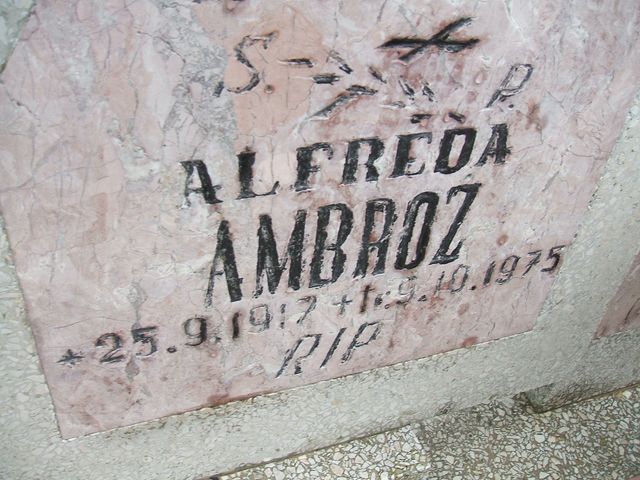 S. P.
ALFREDA
AMBROZ
* 25.9.1917 + 9.10.1975
RIP